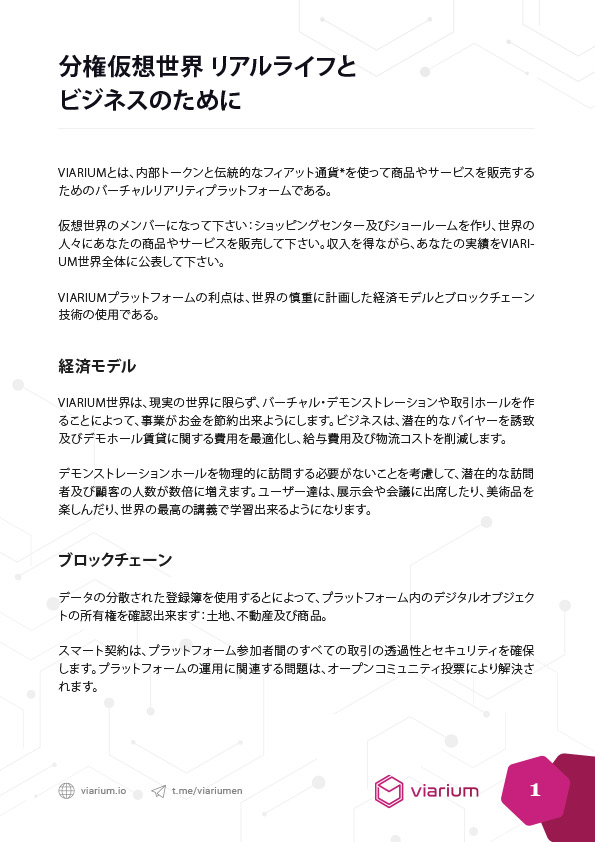 分権仮想世界 リアルライフと
ビジネスのために
VIARIUMとは、内部トークンと伝統的なフィアット通貨*を使って商品やサービスを販売する
ためのバーチャルリアリティプラットフォームである。
仮想世界のメンバーになって下さい：ショッピングセンター及びショールームを作り、世界の
人々にあなたの商品やサービスを販売して下さい。収入を得ながら、あなたの実績をVIARI-
UM世界全体に公表して下さい。
VIARIUMプラットフォームの利点は、世界の慎重に計画した経済モデルとブロックチェーン
技術の使用である。
経済モデル
VIARIUM世界は、現実の世界に限らず、バーチャル・デモンストレーションや取引ホールを作
ることによって、事業がお金を節約出来ようにします。ビジネスは、潜在的なバイヤーを誘致
及びデモホール賃貸に関する費用を最適化し、給与費用及び物流コストを削減します。
デモンストレーションホールを物理的に訪問する必要がないことを考慮して、潜在的な訪問
者及び顧客の人数が数倍に増えます。ユーザー達は、展示会や会議に出席したり、美術品を
楽しんだり、世界の最高の講義で学習出来るようになります。
ブロックチェーン
データの分散された登録簿を使用するとによって、プラットフォーム内のデジタルオブジェク
トの所有権を確認出来ます：土地、不動産及び商品。
スマート契約は、プラットフォーム参加者間のすべての取引の透過性とセキュリティを確保
します。プラットフォームの運用に関連する問題は、オープンコミュニティ投票により解決さ
れます。
viarium.io t.me/viariumen viarium 1